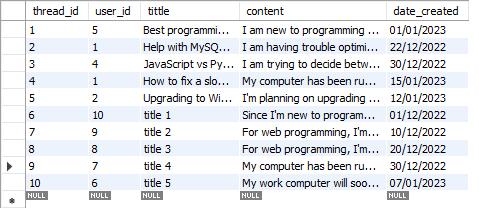 thread_id user_id tittle content date_created
1 5 Best programmi... I am new to programming ... 01/01/2023
2 1 Help with MySQ... I am having trouble optimi... 22/12/2022
3 4 JavaScript vs Py... I am trying to decide betw... 30/12/2022
4 1 How to fix a slo... My computer has been ru... 15/01/2023
5 2 Upgrading to Wi... I'm planning on upgrading ... 12/01/2023
6 10 title 1 Since I'm new to program... 01/12/2022
7 9 title 2 For web programming, I'm... 10/12/2022
8 8 title 3 For web programming, I'm... 20/12/2022
9 7 title 4 My computer has been ru... 30/12/2022
10 6 title 5 My work computer will soo... 07/01/2023
NULL NULL NULL NULL NULL